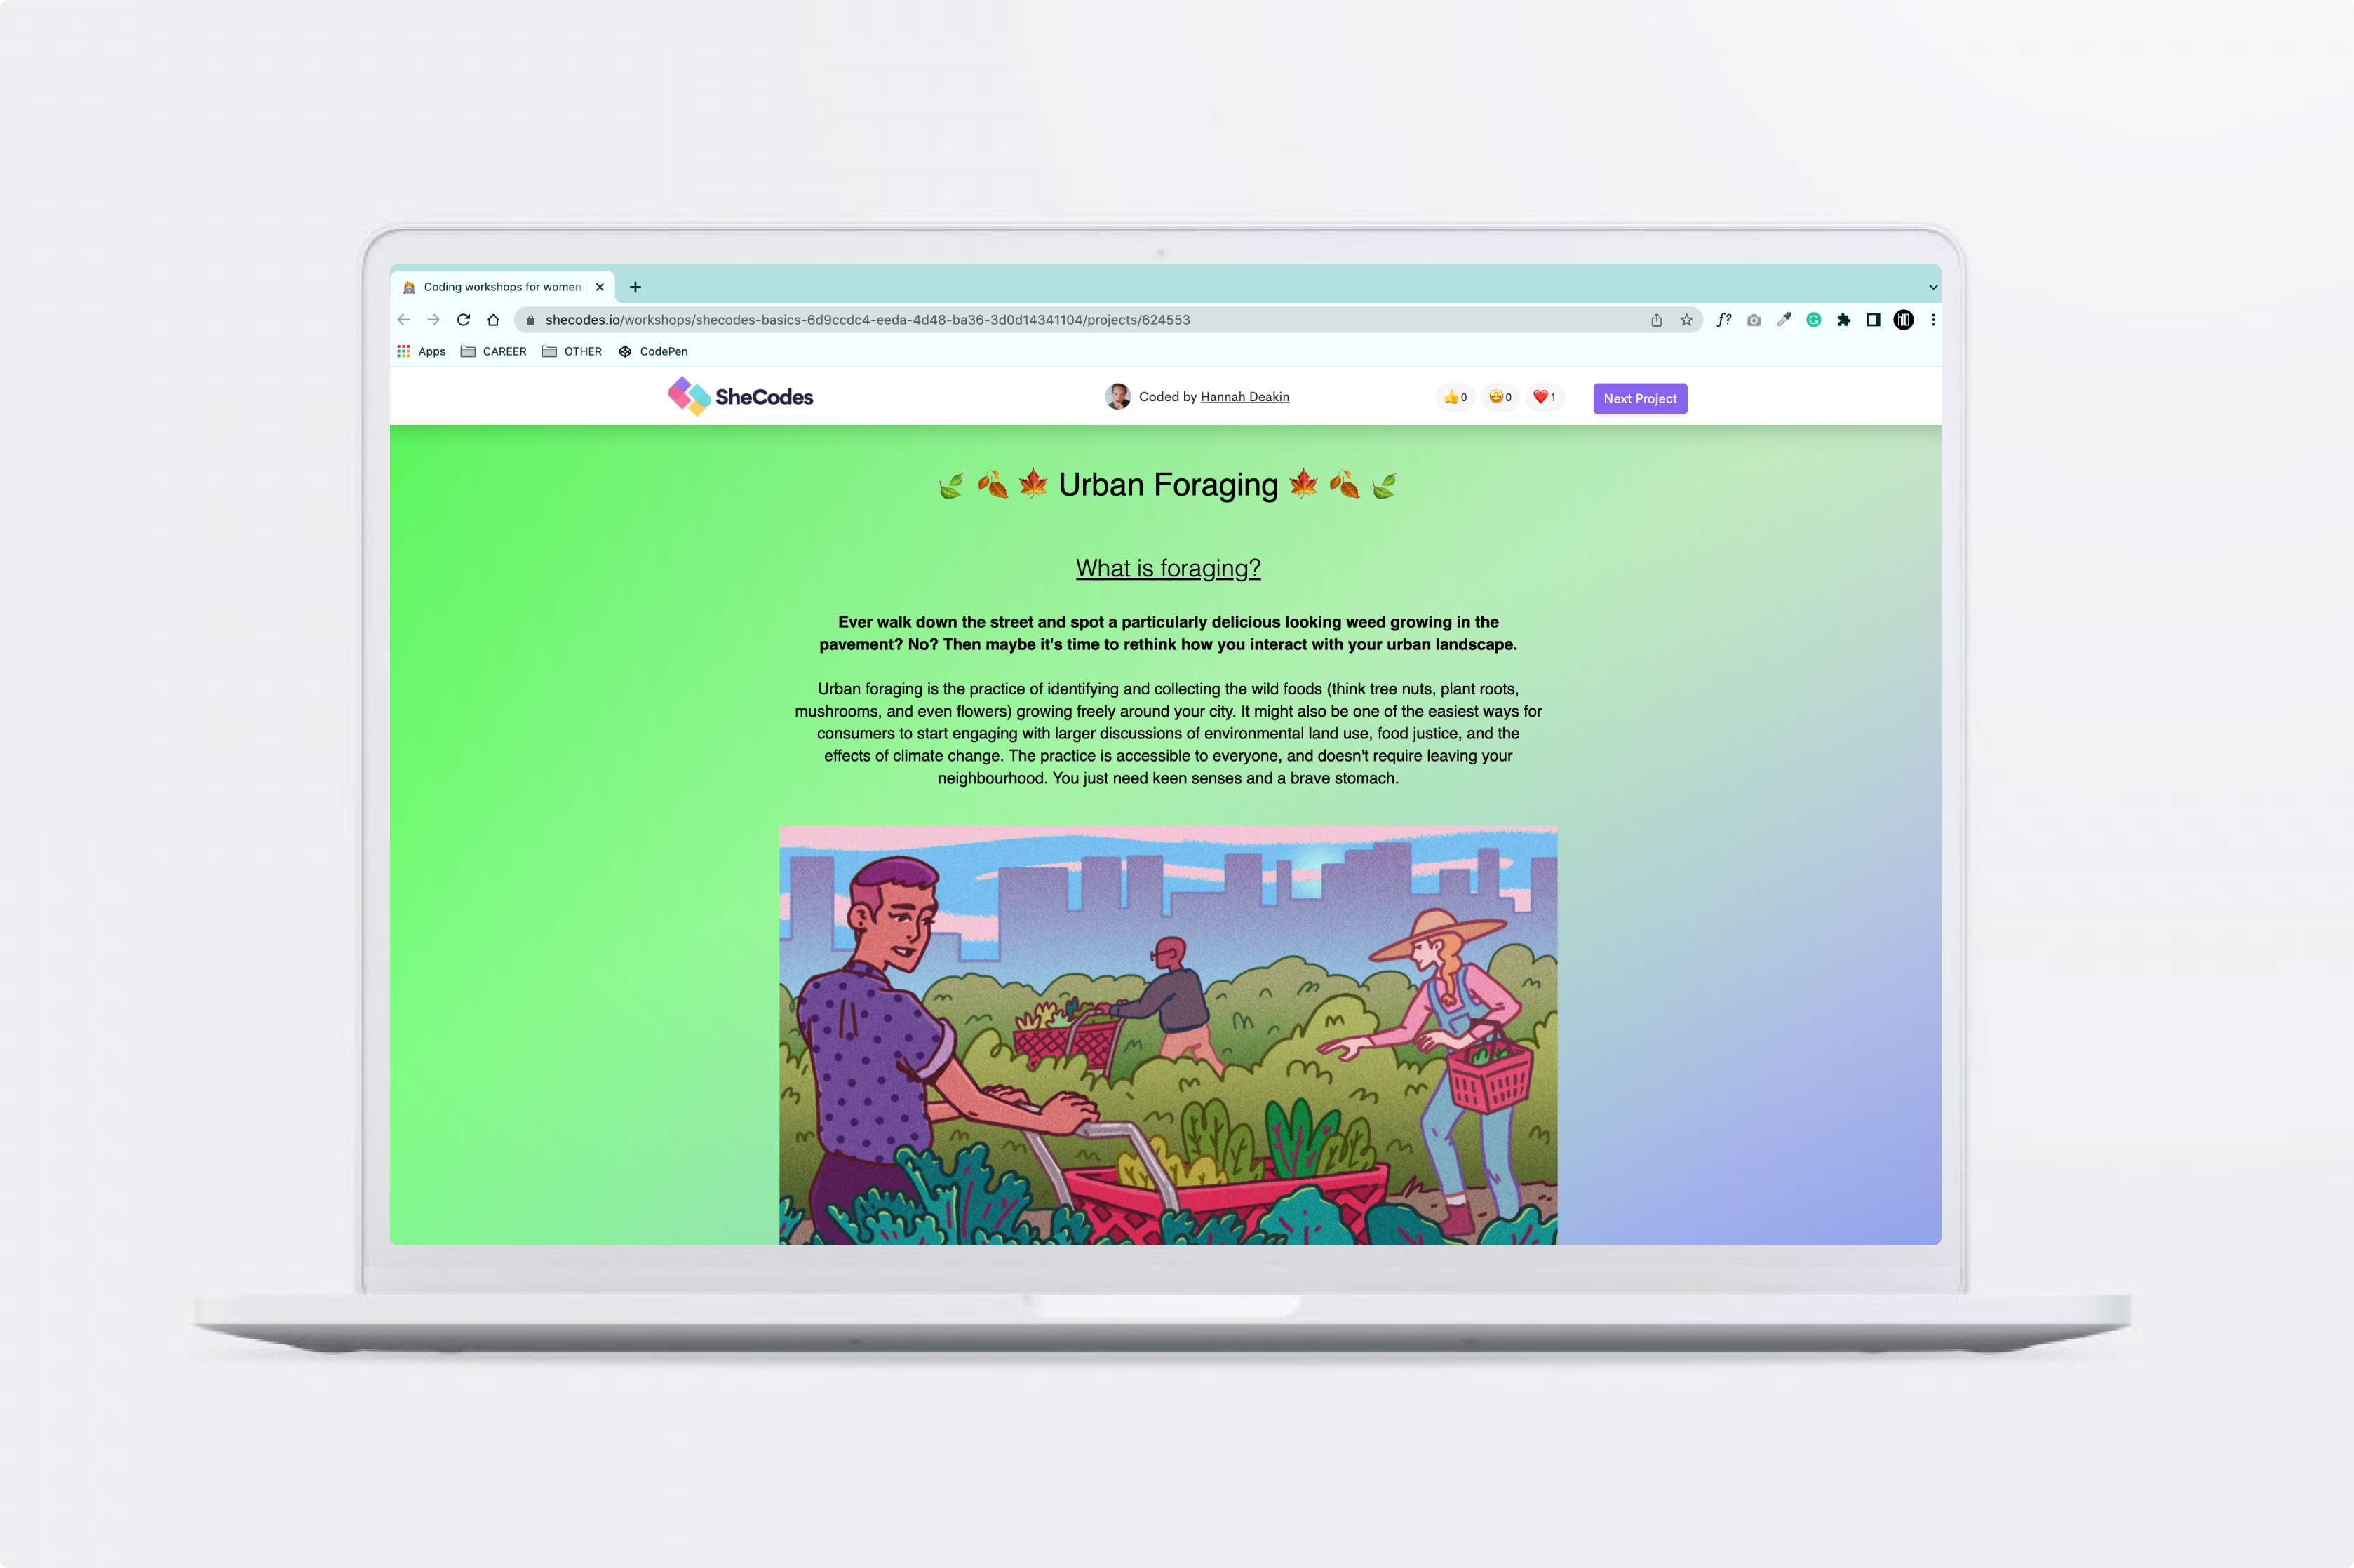 Coding workshops for women
shecodes.io/workshops/shecodes-basics-6d9ccdc4-eeda-4d48-ba36-3d0d14341104/projects/624553
f?
Apps CAREER OTHER CodePen
SheCodes Coded by Hannah Deakin 👍0 🤩0 ❤️1 Next Project
🍃 🍂 🍁 Urban Foraging 🍁 🍂 🍃
What is foraging?
Ever walk down the street and spot a particularly delicious looking weed growing in the
pavement? No? Then maybe it's time to rethink how you interact with your urban landscape.
Urban foraging is the practice of identifying and collecting the wild foods (think tree nuts, plant roots,
mushrooms, and even flowers) growing freely around your city. It might also be one of the easiest ways for
consumers to start engaging with larger discussions of environmental land use, food justice, and the
effects of climate change. The practice is accessible to everyone, and doesn't require leaving your
neighbourhood. You just need keen senses and a brave stomach.